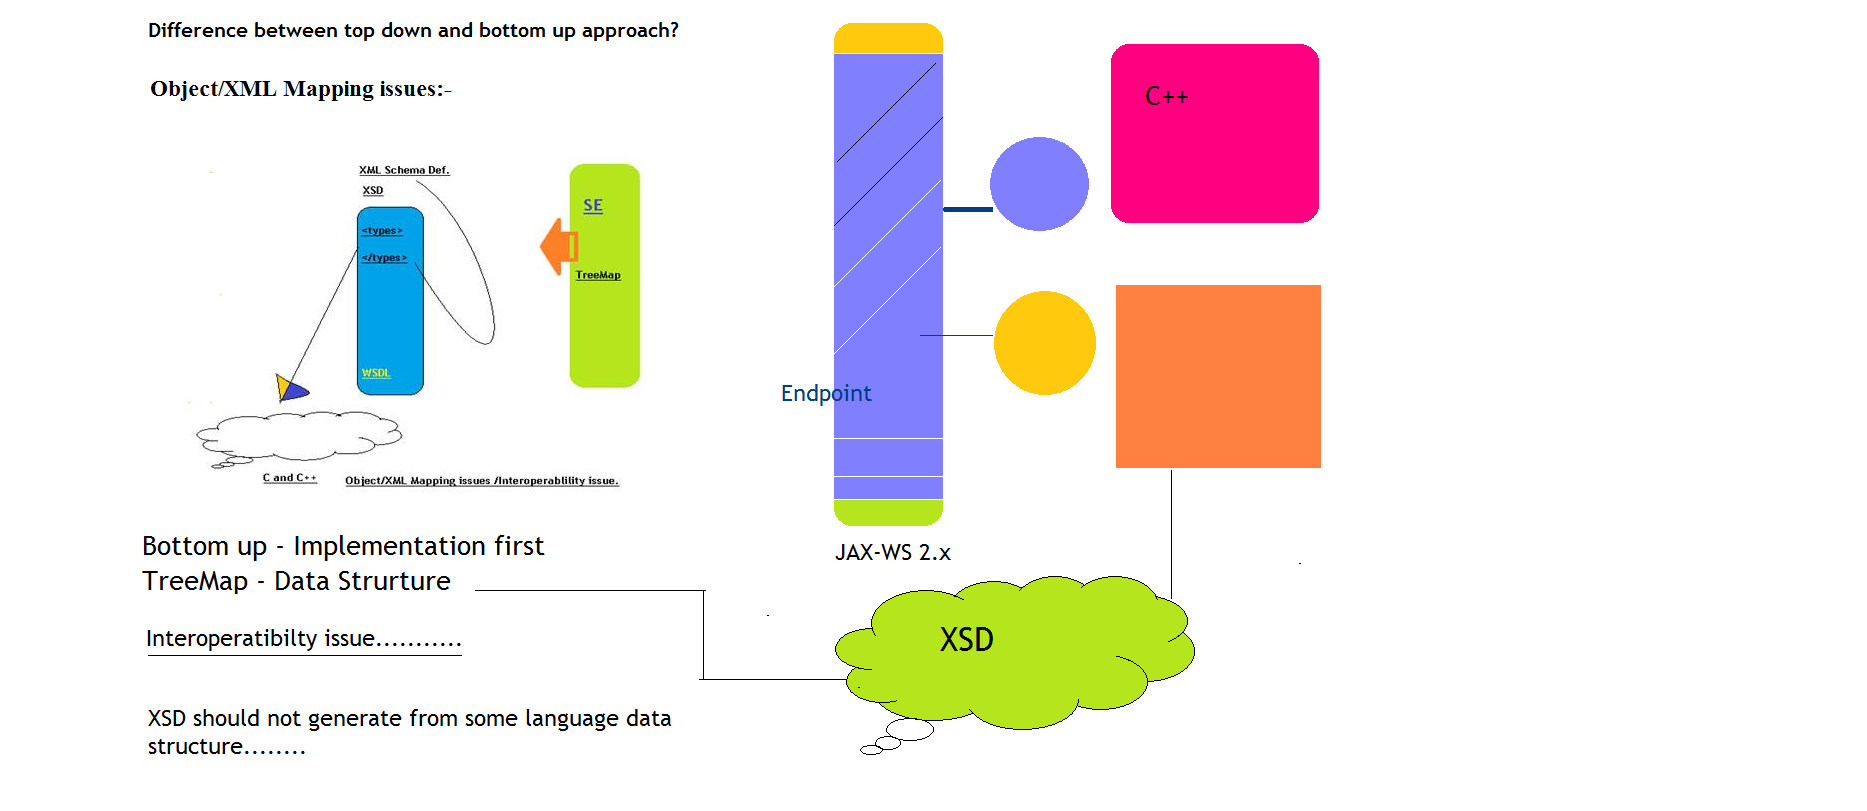 Difference between top down and bottom up approach?
Object/XML Mapping issues:-
XML Schema Def.
XSD
<types>
</types>
WSDL
SE
TreeMap
C and C++
Object/XML Mapping issues /Interoperablility issue.
Bottom up - Implementation first
TreeMap - Data Strurture
Interoperatibilty issue...........
XSD should not generate from some language data
structure........
C++
Endpoint
JAX-WS 2.x
XSD